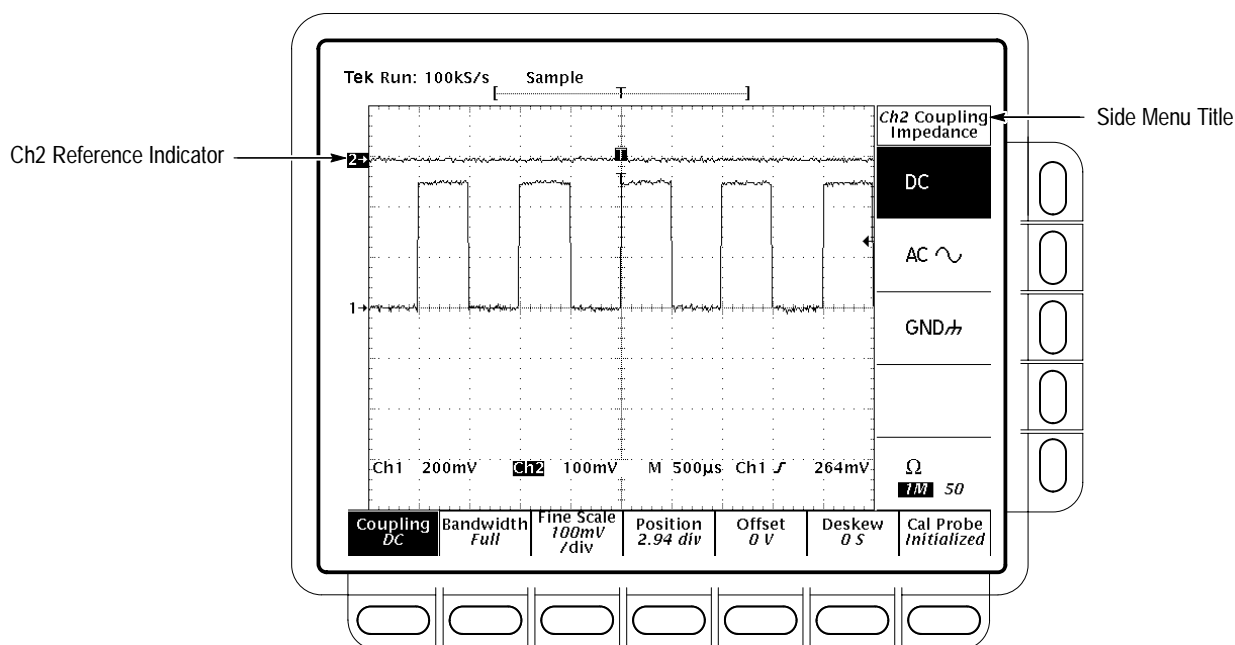 Tek Run: 100kS/s Sample
[ T ]
Ch2 Coupling
Impedance
Side Menu Title
Ch2 Reference Indicator
2→
T
T
DC
AC
1→
GND
Ch1 200mV Ch2 100mV M 500µs Ch1 264mV
Ω
1M 50
Coupling
DC
Bandwidth
Full
Fine Scale
100mV
/div
Position
2.94 div
Offset
0 V
Deskew
0 S
Cal Probe
Initialized